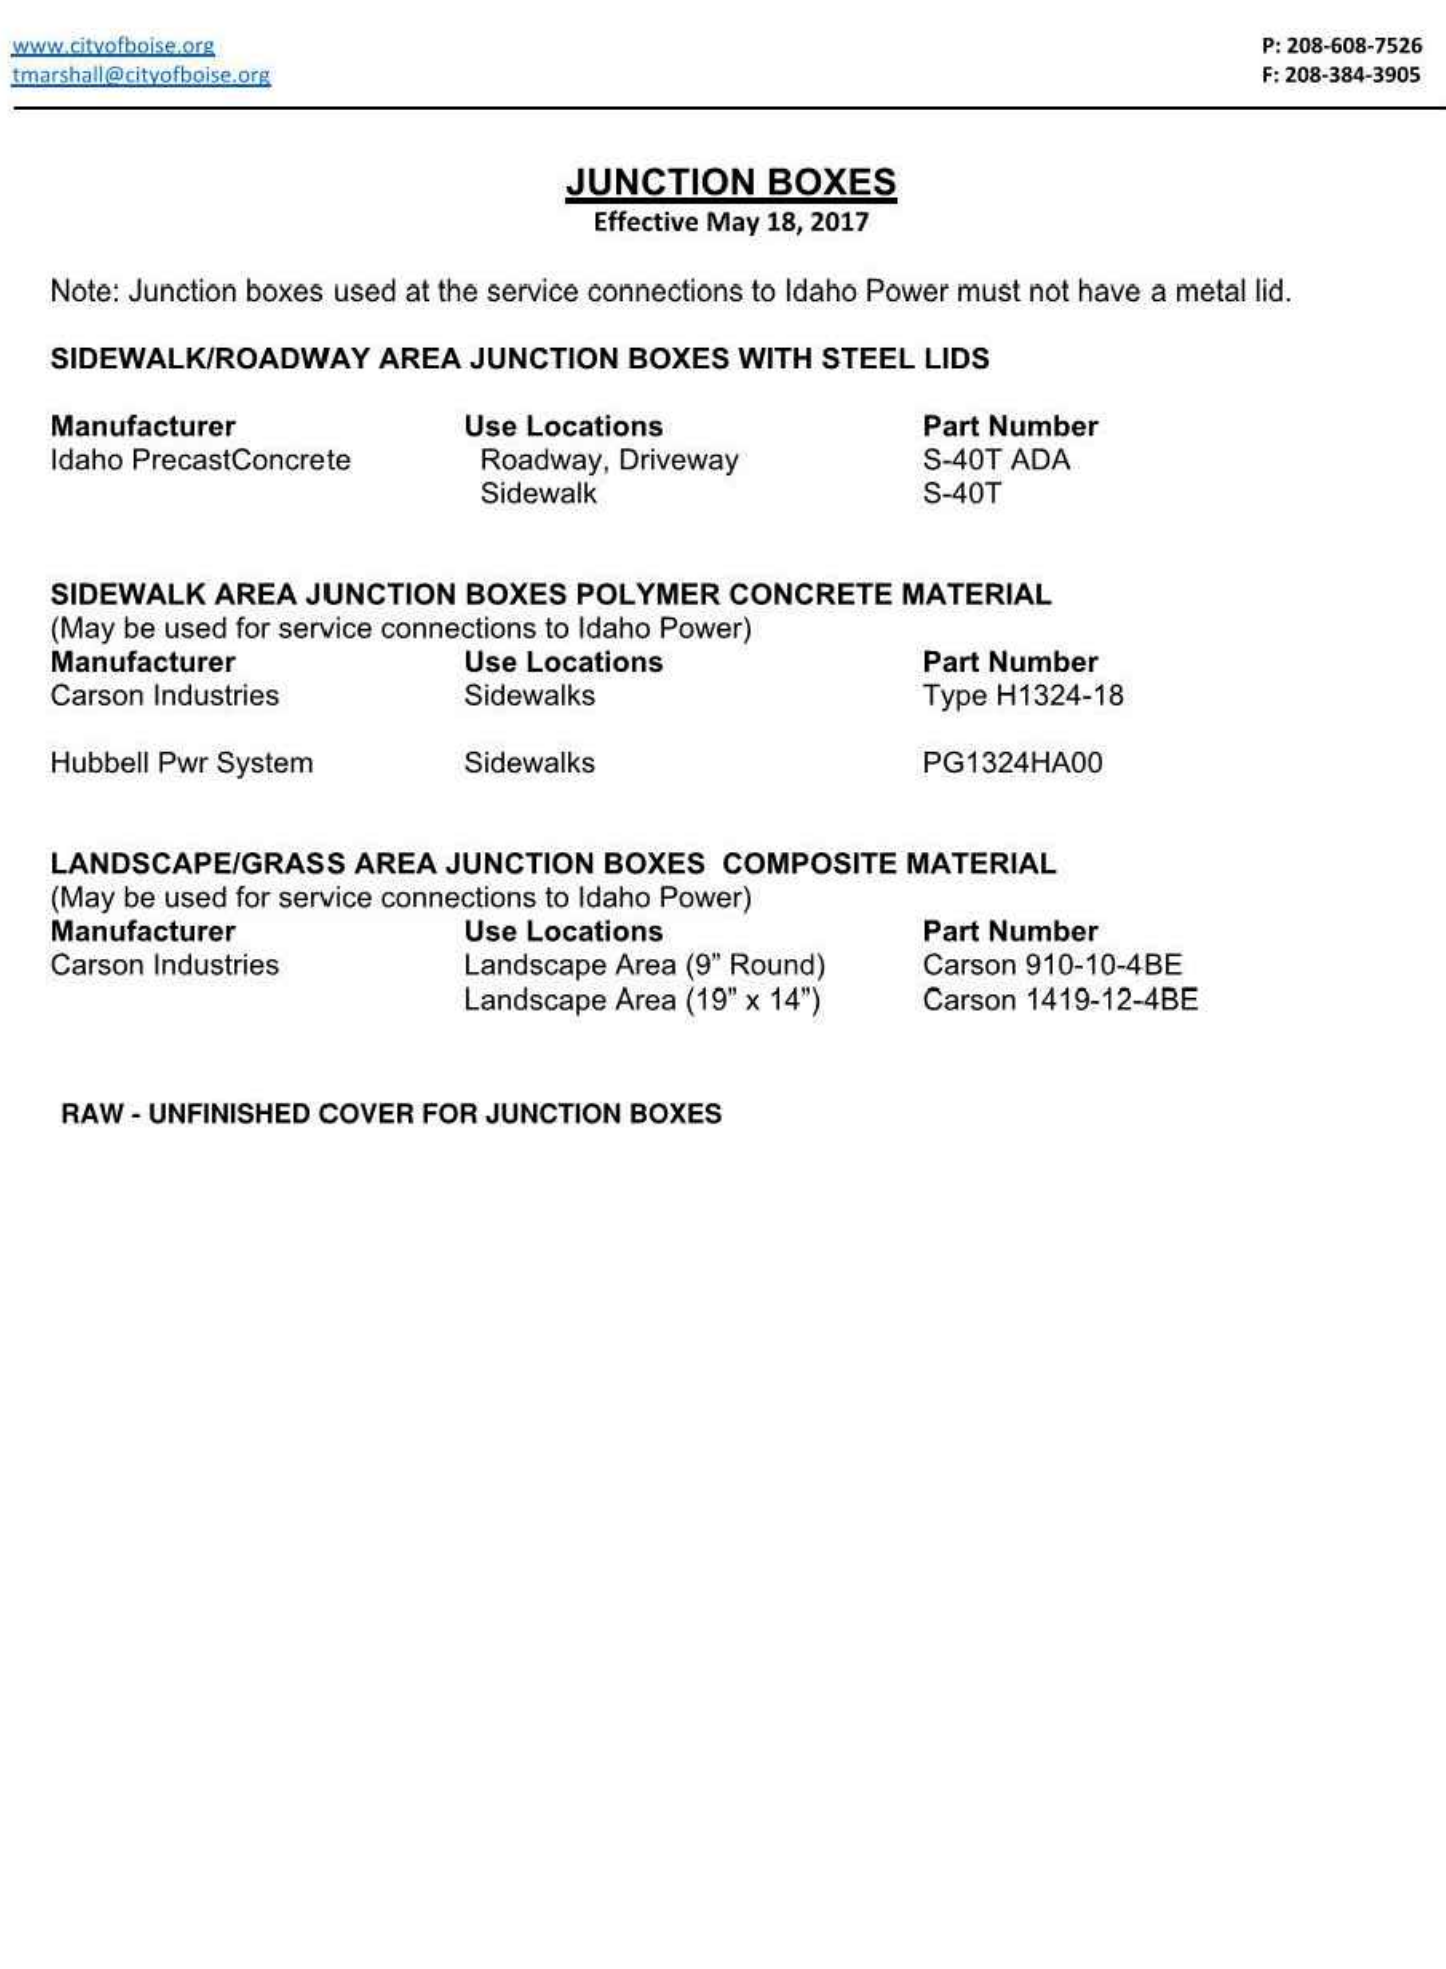 www.cityofboise.org P: 208-608-7526
tmarshall@cityofboise.org F: 208-384-3905
JUNCTION BOXES
Effective May 18, 2017
Note: Junction boxes used at the service connections to Idaho Power must not have a metal lid.
SIDEWALK/ROADWAY AREA JUNCTION BOXES WITH STEEL LIDS
Manufacturer Use Locations Part Number
Idaho PrecastConcrete Roadway, Driveway S-40T ADA
Sidewalk S-40T
SIDEWALK AREA JUNCTION BOXES POLYMER CONCRETE MATERIAL
(May be used for service connections to Idaho Power)
Manufacturer Use Locations Part Number
Carson Industries Sidewalks Type H1324-18
Hubbell Pwr System Sidewalks PG1324HA00
LANDSCAPE/GRASS AREA JUNCTION BOXES COMPOSITE MATERIAL
(May be used for service connections to Idaho Power)
Manufacturer Use Locations Part Number
Carson Industries Landscape Area (9” Round) Carson 910-10-4BE
Landscape Area (19” x 14”) Carson 1419-12-4BE
RAW - UNFINISHED COVER FOR JUNCTION BOXES